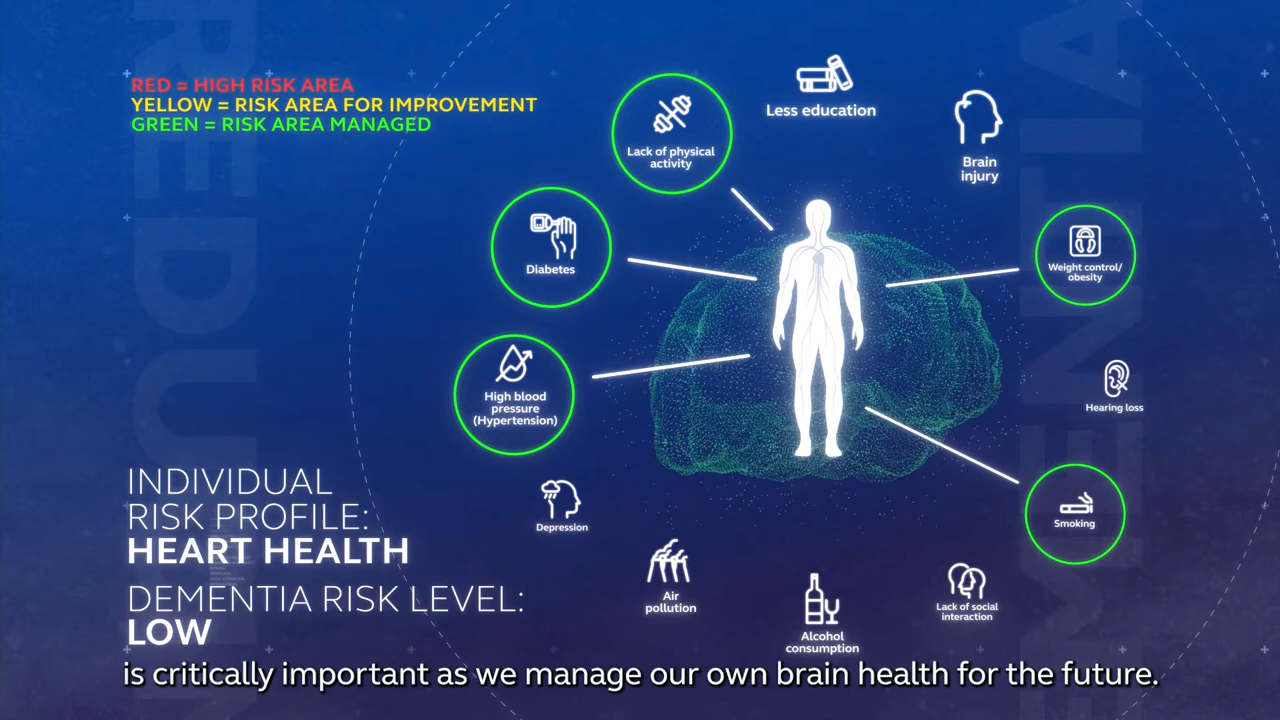 RED = HIGH RISK AREA
YELLOW = RISK AREA FOR IMPROVEMENT
GREEN = RISK AREA MANAGED
Less education
Lack of physical
activity
Brain
injury
Diabetes
Weight control/
obesity
High blood
pressure
(Hypertension)
Hearing loss
Depression
Smoking
Air
pollution
Alcohol
consumption
Lack of social
interaction
INDIVIDUAL
RISK PROFILE:
HEART HEALTH
DEMENTIA RISK LEVEL:
LOW
is critically important as we manage our own brain health for the future.